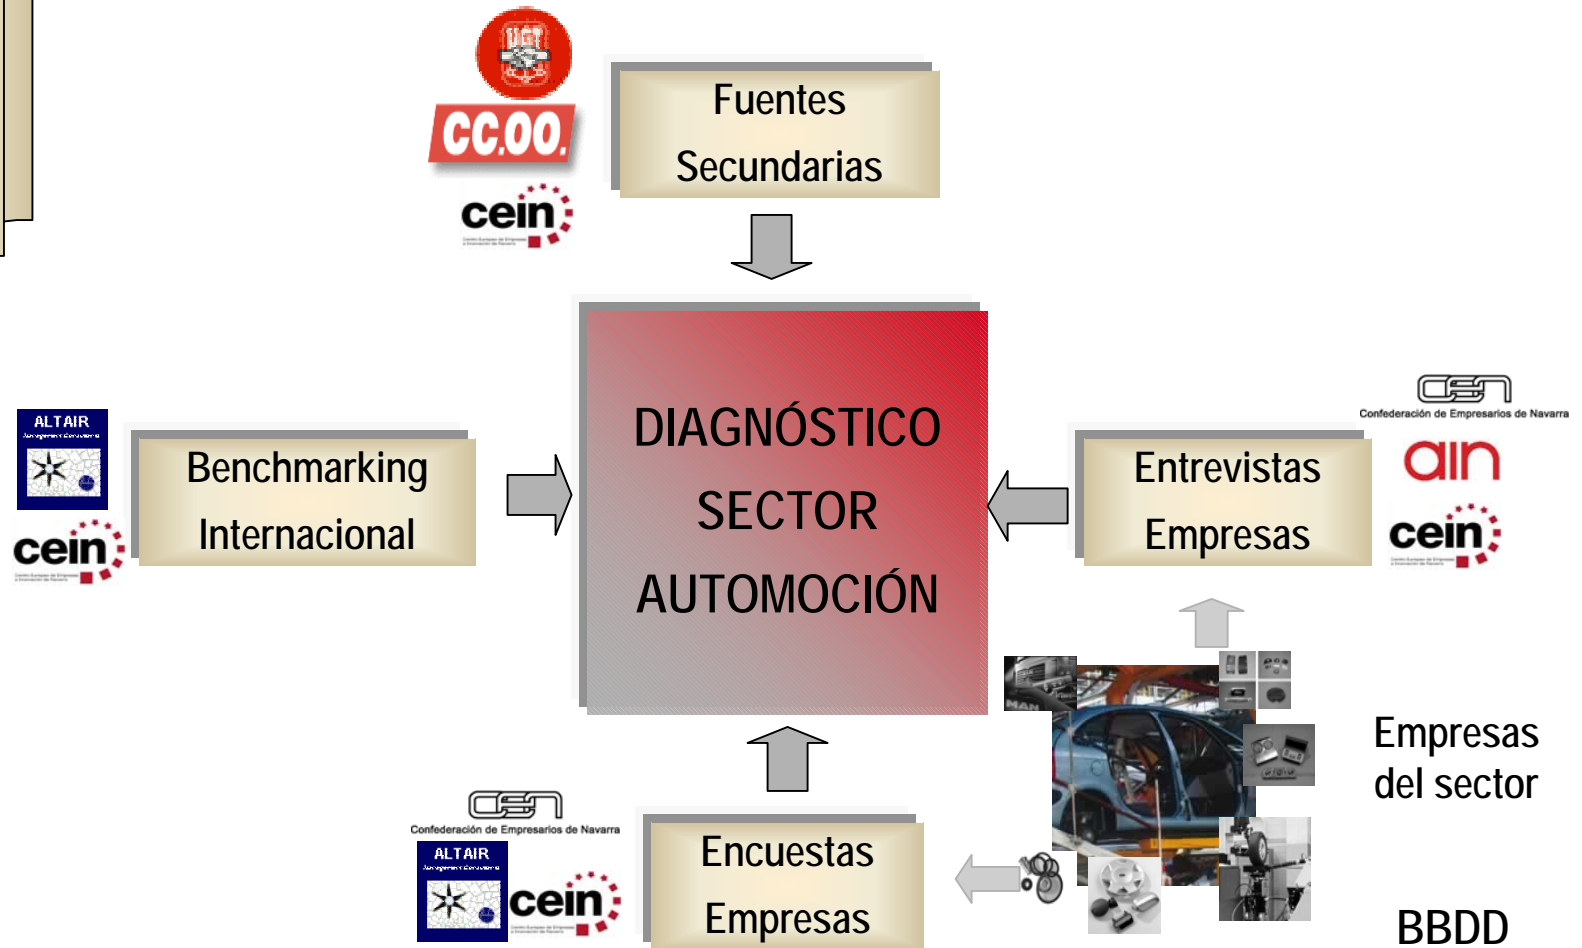 UGT
CC.OO.
cein
Fuentes
Secundarias
ALTAIR
cein
Benchmarking
Internacional
DIAGNÓSTICO
SECTOR
AUTOMOCIÓN
Entrevistas
Empresas
CEN
Confederación de Empresarios de Navarra
ain
cein
MAN
Empresas
del sector
CEN
Confederación de Empresarios de Navarra
ALTAIR
cein
Encuestas
Empresas
BBDD